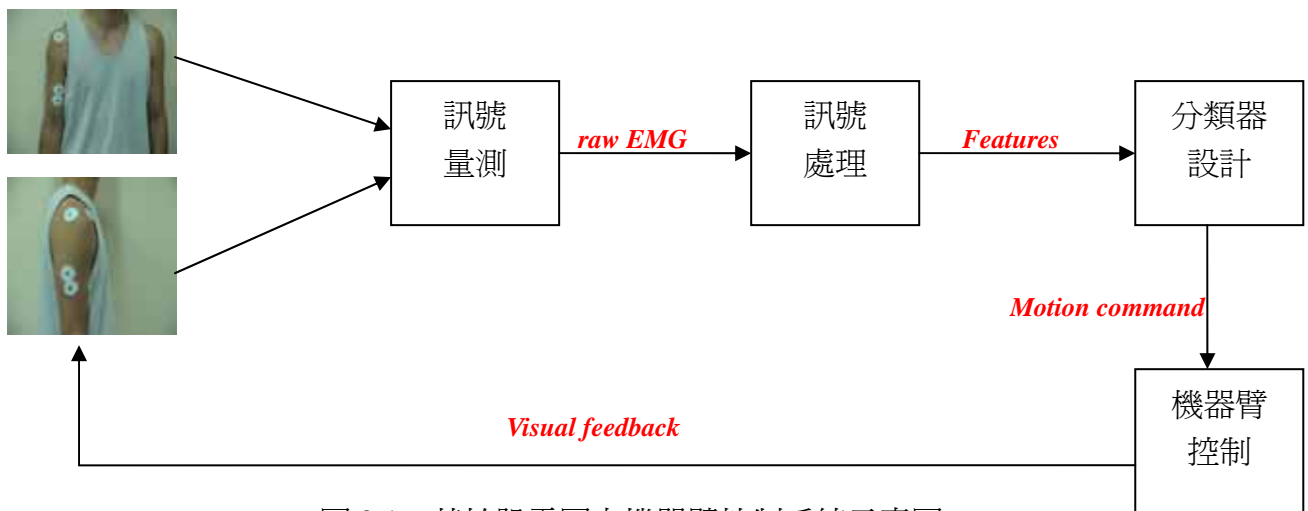 訊號
量測
raw EMG
訊號
處理
Features
分類器
設計
Motion command
機器臂
控制
Visual feedback